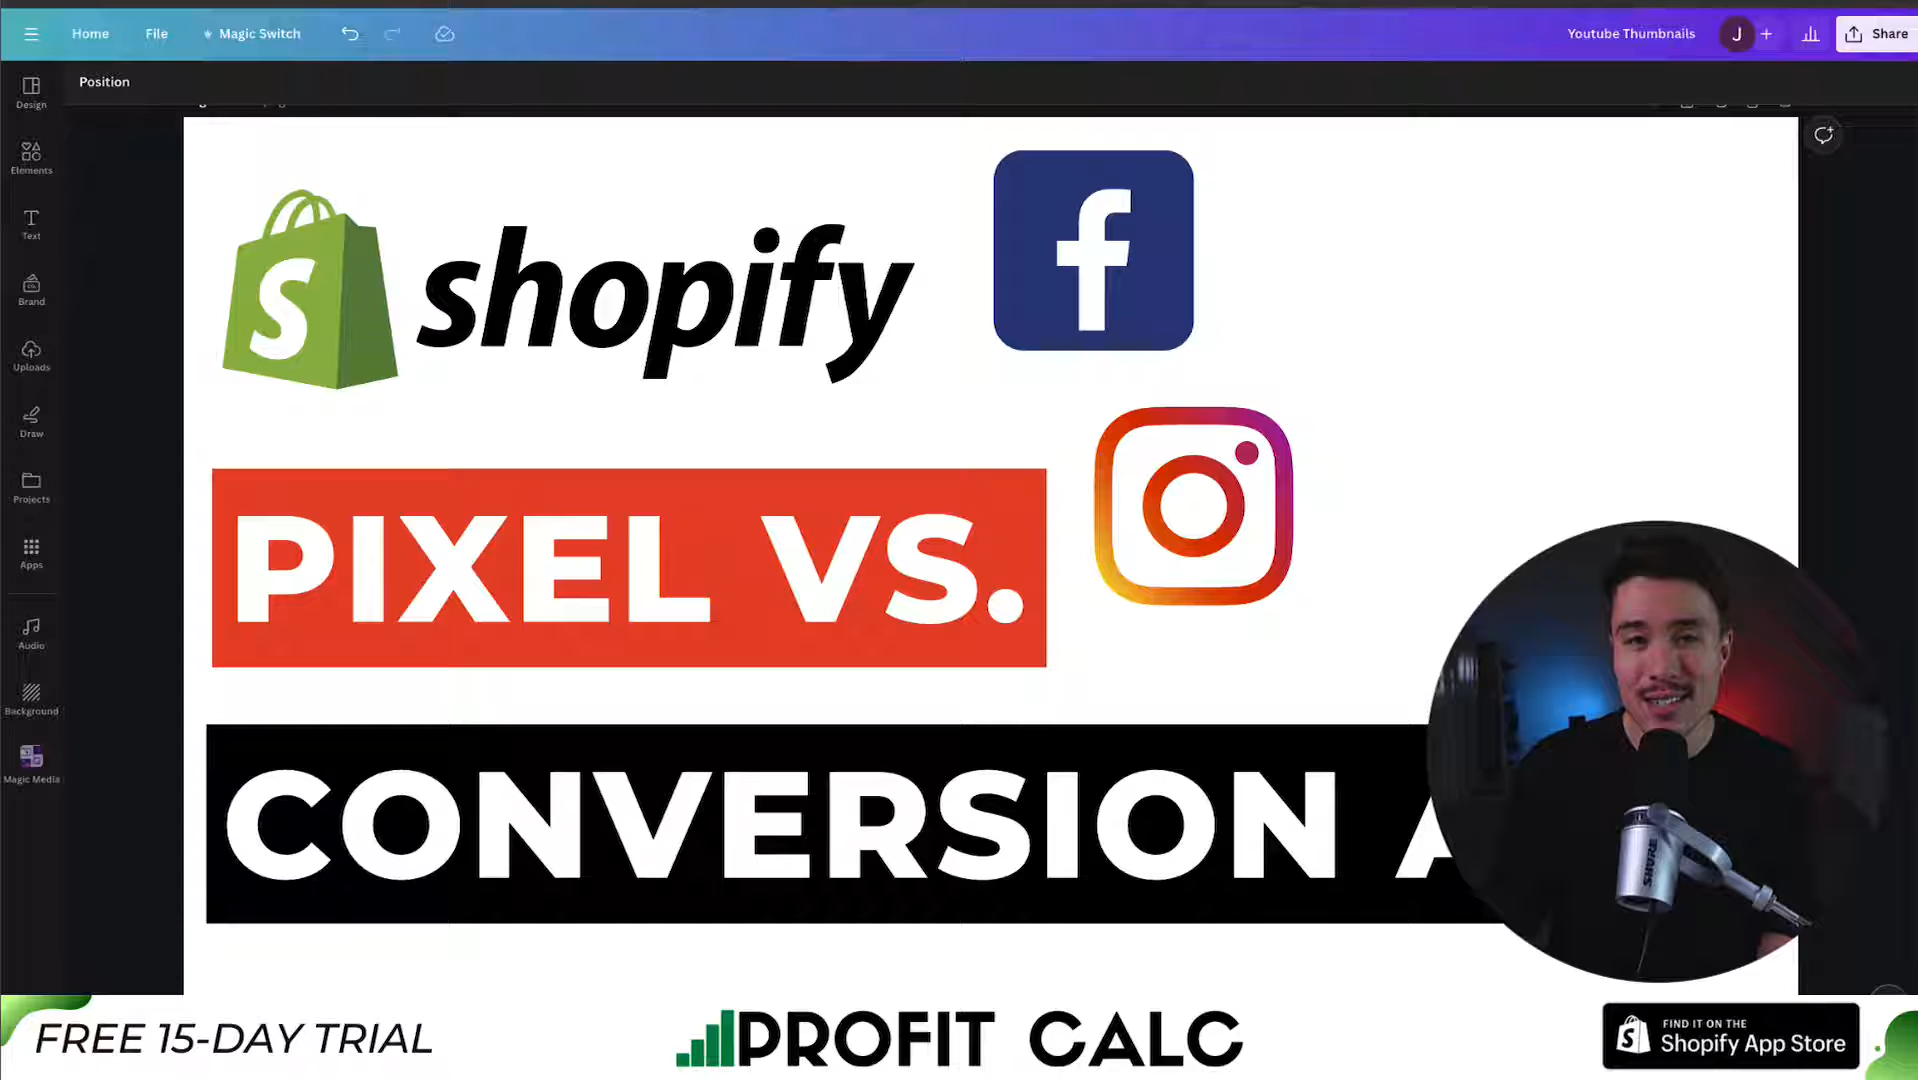 Home File Magic Switch Youtube Thumbnails J Share
Position
Design
Elements
Text
Brand
Uploads
Draw
Projects
Apps
Audio
Background
Magic Media
S shopify
f
PIXEL VS.
CONVERSION A
SHURE
FREE 15-DAY TRIAL
PROFIT CALC
FIND IT ON THE
Shopify App Store